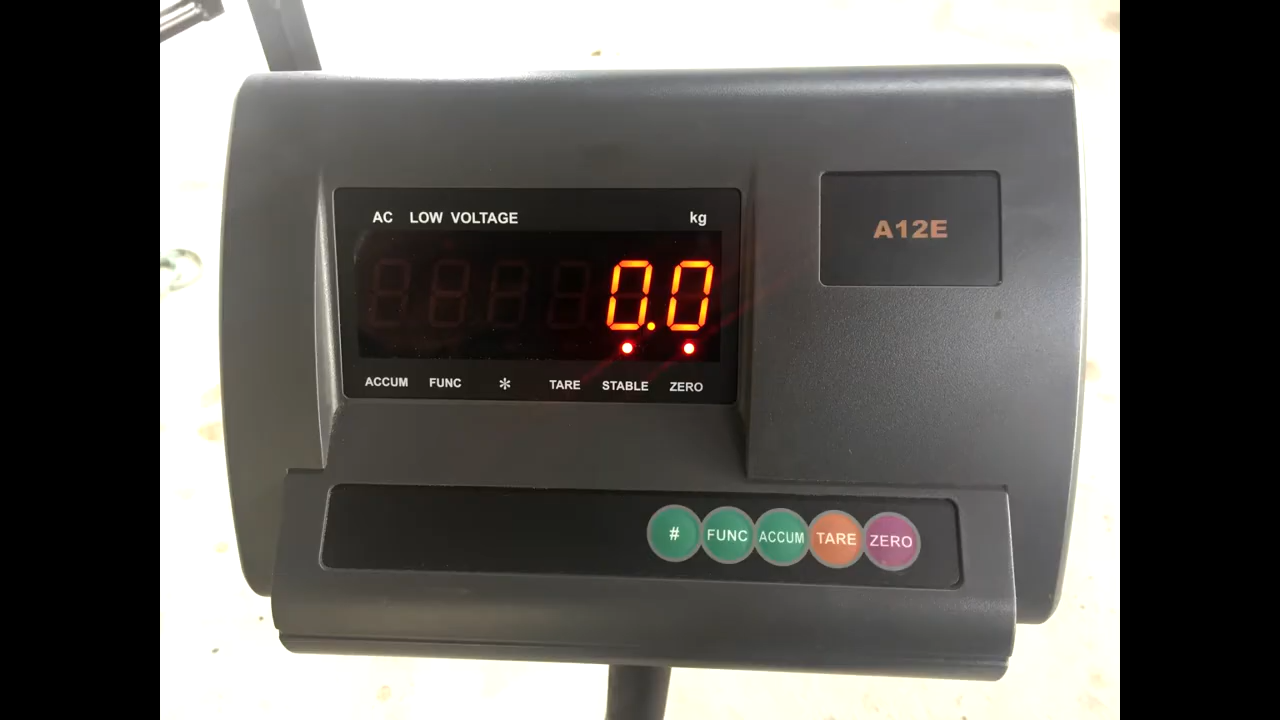 AC LOW VOLTAGE kg
A12E
0.0
ACCUM FUNC * TARE STABLE ZERO
# FUNC ACCUM TARE ZERO